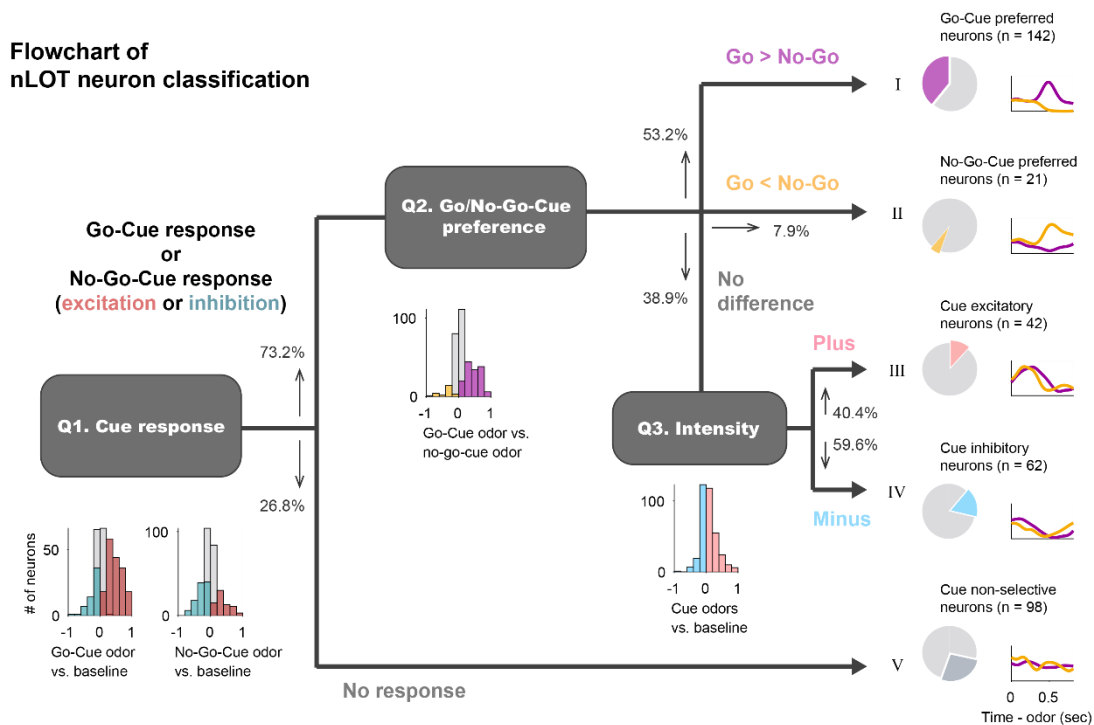 Flowchart of
nLOT neuron classification
Go-Cue response
or
No-Go-Cue response
(excitation or inhibition)
Q1. Cue response
73.2%
26.8%
# of neurons
50
0
-1 0 1
Go-Cue odor
vs. baseline
100
0
-1 0 1
No-Go-Cue odor
vs. baseline
No response
Q2. Go/No-Go-Cue
preference
100
0
-1 0 1
Go-Cue odor vs.
no-go-cue odor
Go > No-Go
53.2%
Go < No-Go
7.9%
38.9%
No
difference
Q3. Intensity
100
0
-1 0 1
Cue odors
vs. baseline
Plus
40.4%
59.6%
Minus
I
Go-Cue preferred
neurons (n = 142)
II
No-Go-Cue preferred
neurons (n = 21)
III
Cue excitatory
neurons (n = 42)
IV
Cue inhibitory
neurons (n = 62)
V
Cue non-selective
neurons (n = 98)
0 0.5
Time - odor (sec)